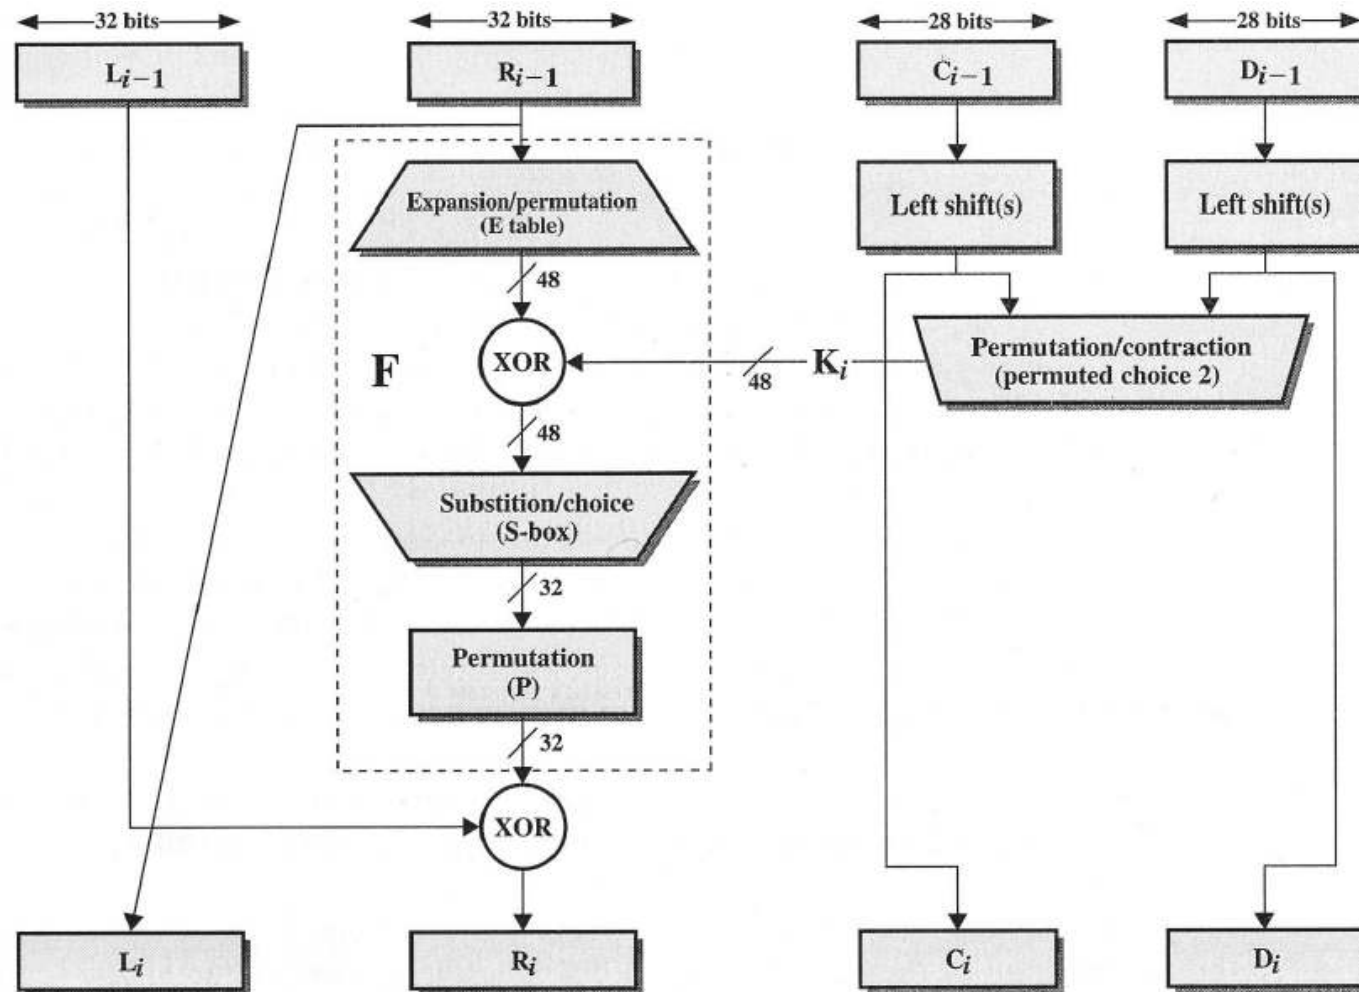 32 bits
32 bits
28 bits
28 bits
Li−1
Ri−1
Ci−1
Di−1
Expansion/permutation
(E table)
Left shift(s)
Left shift(s)
48
F
XOR
48
Ki
Permutation/contraction
(permuted choice 2)
48
Substition/choice
(S-box)
32
Permutation
(P)
32
XOR
Li
Ri
Ci
Di